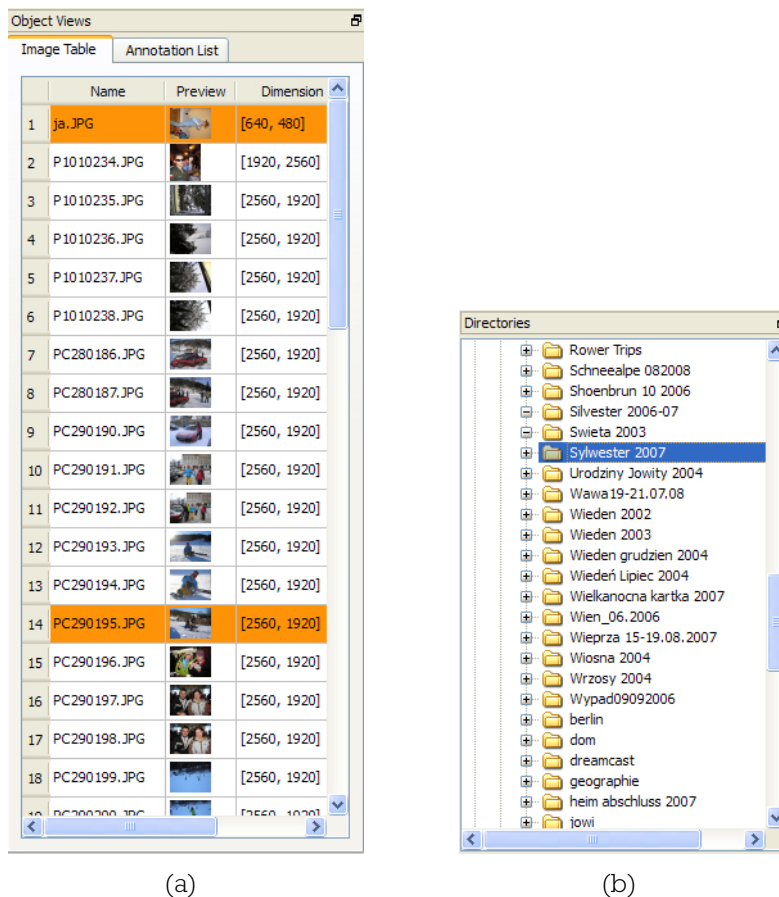 Object Views
Image Table Annotation List
Name Preview Dimension
1 ja.JPG [640, 480]
2 P1010234.JPG [1920, 2560]
3 P1010235.JPG [2560, 1920]
4 P1010236.JPG [2560, 1920]
5 P1010237.JPG [2560, 1920]
6 P1010238.JPG [2560, 1920]
7 PC280186.JPG [2560, 1920]
8 PC280187.JPG [2560, 1920]
9 PC290190.JPG [2560, 1920]
10 PC290191.JPG [2560, 1920]
11 PC290192.JPG [2560, 1920]
12 PC290193.JPG [2560, 1920]
13 PC290194.JPG [2560, 1920]
14 PC290195.JPG [2560, 1920]
15 PC290196.JPG [2560, 1920]
16 PC290197.JPG [2560, 1920]
17 PC290198.JPG [2560, 1920]
18 PC290199.JPG [2560, 1920]
19 PC290200.JPG [2560, 1920]
(a)
Directories
Rower Trips
Schneealpe 082008
Shoenbrun 10 2006
Silvester 2006-07
Swieta 2003
Sylwester 2007
Urodziny Jowity 2004
Wawa19-21.07.08
Wieden 2002
Wieden 2003
Wieden grudzien 2004
Wiedeń Lipiec 2004
Wielkanocna kartka 2007
Wien_06.2006
Wieprza 15-19.08.2007
Wiosna 2004
Wrzosy 2004
Wypad09092006
berlin
dom
dreamcast
geographie
heim abschluss 2007
jowi
(b)